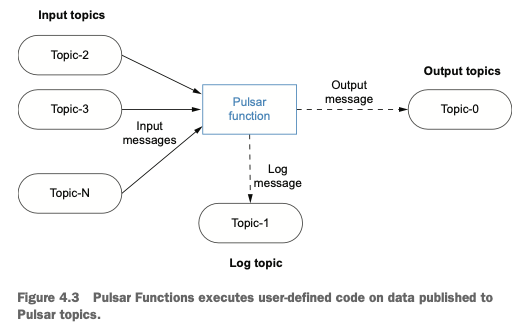 Input topics
Topic-2
Topic-3
Topic-N
Input
messages
Pulsar
function
Output
message
Output topics
Topic-0
Log
message
Topic-1
Log topic
Figure 4.3 Pulsar Functions executes user-defined code on data published to
Pulsar topics.